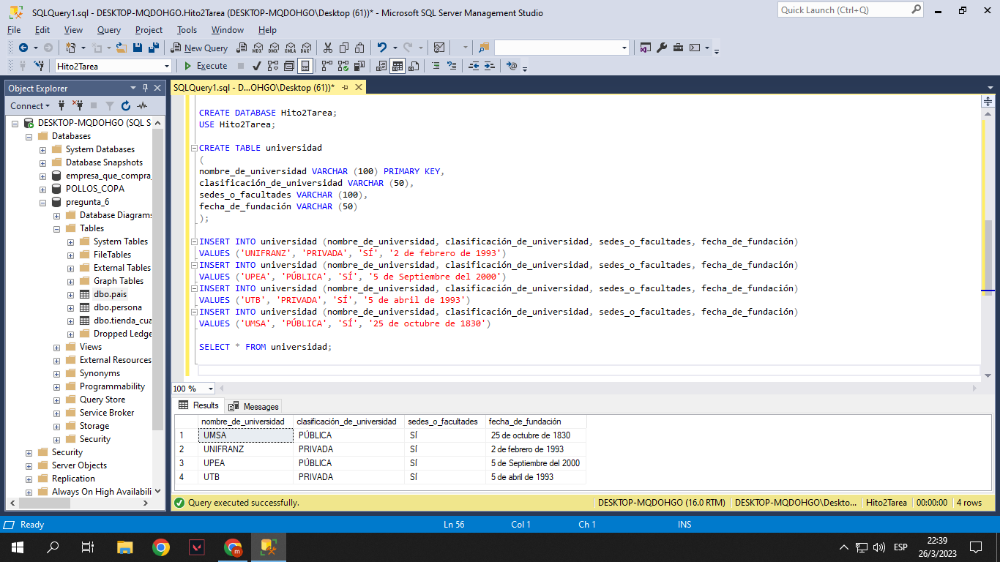 SQLQuery1.sql - DESKTOP-MQDOHGO.Hito2Tarea (DESKTOP-MQDOHGO\Desktop (61))* - Microsoft SQL Server Management Studio
Quick Launch (Ctrl+Q)
File Edit View Query Project Tools Window Help
New Query MDX DMX XMLA DAX
Hito2Tarea Execute
Object Explorer
Connect
DESKTOP-MQDOHGO (SQL S
Databases
System Databases
Database Snapshots
empresa_que_compra_
POLLOS_COPA
pregunta_6
Database Diagrams
Tables
System Tables
FileTables
External Tables
Graph Tables
dbo.pais
dbo.persona
dbo.tienda_cua
Dropped Ledge
Views
External Resources
Synonyms
Programmability
Query Store
Service Broker
Storage
Security
Security
Server Objects
Replication
Always On High Availabili
SQLQuery1.sql - D...OHGO\Desktop (61))*
CREATE DATABASE Hito2Tarea;
USE Hito2Tarea;
CREATE TABLE universidad
(
nombre_de_universidad VARCHAR (100) PRIMARY KEY,
clasificación_de_universidad VARCHAR (50),
sedes_o_facultades VARCHAR (100),
fecha_de_fundación VARCHAR (50)
);
INSERT INTO universidad (nombre_de_universidad, clasificación_de_universidad, sedes_o_facultades, fecha_de_fundación)
VALUES ('UNIFRANZ', 'PRIVADA', 'SÍ', '2 de febrero de 1993')
INSERT INTO universidad (nombre_de_universidad, clasificación_de_universidad, sedes_o_facultades, fecha_de_fundación)
VALUES ('UPEA', 'PÚBLICA', 'SÍ', '5 de Septiembre del 2000')
INSERT INTO universidad (nombre_de_universidad, clasificación_de_universidad, sedes_o_facultades, fecha_de_fundación)
VALUES ('UTB', 'PRIVADA', 'SÍ', '5 de abril de 1993')
INSERT INTO universidad (nombre_de_universidad, clasificación_de_universidad, sedes_o_facultades, fecha_de_fundación)
VALUES ('UMSA', 'PÚBLICA', 'SÍ', '25 de octubre de 1830')
SELECT * FROM universidad;
100 %
Results Messages
nombre_de_universidad clasificación_de_universidad sedes_o_facultades fecha_de_fundación
1 UMSA PÚBLICA SÍ 25 de octubre de 1830
2 UNIFRANZ PRIVADA SÍ 2 de febrero de 1993
3 UPEA PÚBLICA SÍ 5 de Septiembre del 2000
4 UTB PRIVADA SÍ 5 de abril de 1993
Query executed successfully. DESKTOP-MQDOHGO (16.0 RTM) DESKTOP-MQDOHGO\Deskto... Hito2Tarea 00:00:00 4 rows
Ready Ln 56 Col 1 Ch 1 INS
m ESP 22:39
26/3/2023